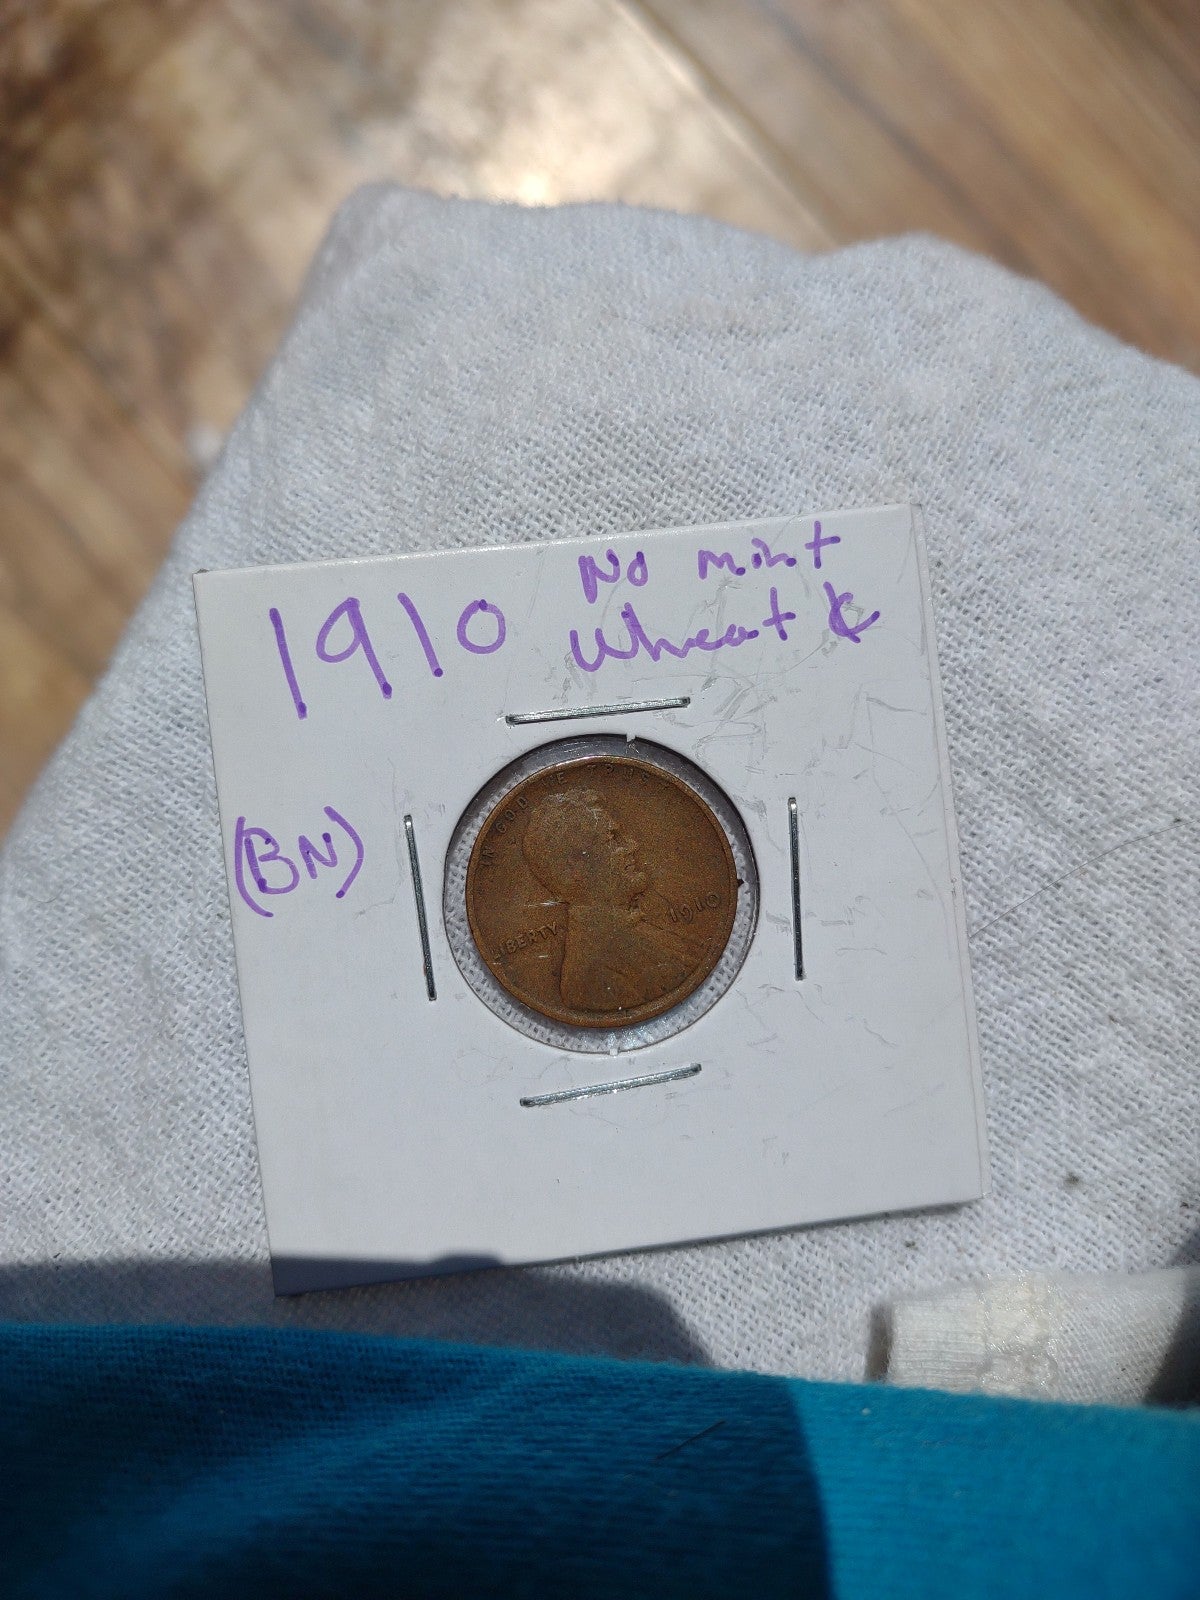 1910
No mint
Wheat ¢
(BN)
IN GOD WE TRUST
LIBERTY
1910